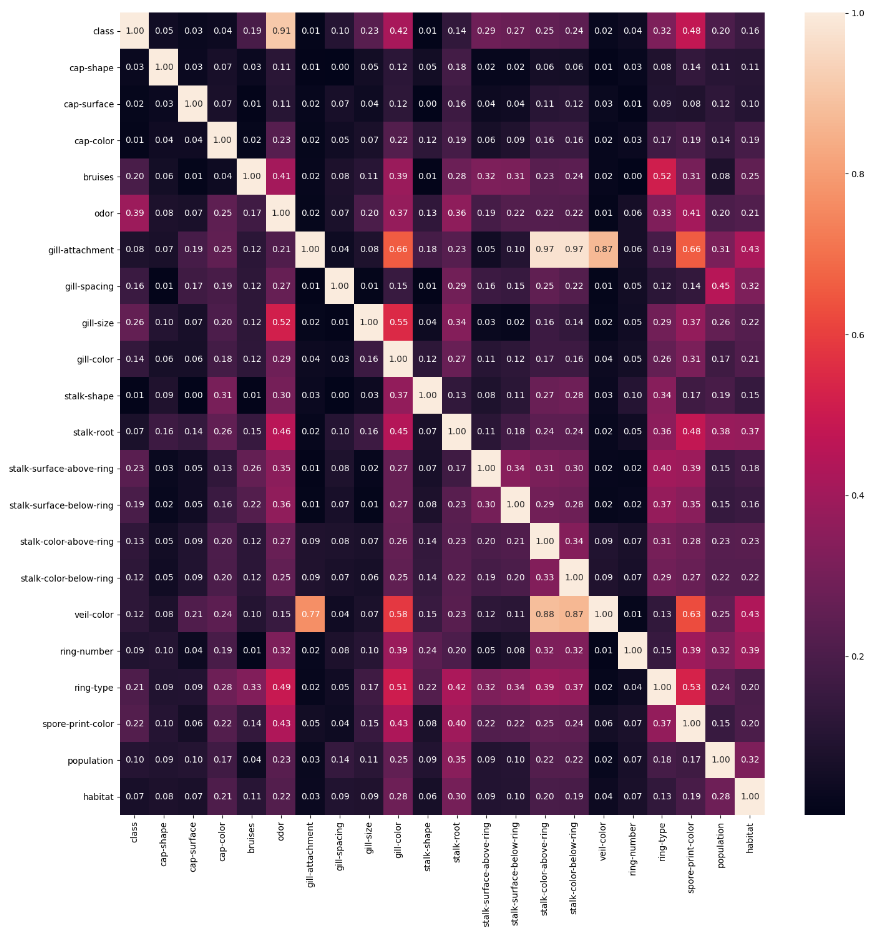 class 1.00 0.05 0.03 0.04 0.19 0.91 0.01 0.10 0.23 0.42 0.01 0.14 0.29 0.27 0.25 0.24 0.02 0.04 0.32 0.48 0.20 0.16
cap-shape 0.03 1.00 0.03 0.07 0.03 0.11 0.01 0.00 0.05 0.12 0.05 0.18 0.02 0.02 0.06 0.06 0.01 0.03 0.08 0.14 0.11 0.11
cap-surface 0.02 0.03 1.00 0.07 0.01 0.11 0.02 0.07 0.04 0.12 0.00 0.16 0.04 0.04 0.11 0.12 0.03 0.01 0.09 0.08 0.12 0.10
cap-color 0.01 0.04 0.04 1.00 0.02 0.23 0.02 0.05 0.07 0.22 0.12 0.19 0.06 0.09 0.16 0.16 0.02 0.03 0.17 0.19 0.14 0.19
bruises 0.20 0.06 0.01 0.04 1.00 0.41 0.02 0.08 0.11 0.39 0.01 0.28 0.32 0.31 0.23 0.24 0.02 0.00 0.52 0.31 0.08 0.25
odor 0.39 0.08 0.07 0.25 0.17 1.00 0.02 0.07 0.20 0.37 0.13 0.36 0.19 0.22 0.22 0.22 0.01 0.06 0.33 0.41 0.20 0.21
gill-attachment 0.08 0.07 0.19 0.25 0.12 0.21 1.00 0.04 0.08 0.66 0.18 0.23 0.05 0.10 0.97 0.97 0.87 0.06 0.19 0.66 0.31 0.43
gill-spacing 0.16 0.01 0.17 0.19 0.12 0.27 0.01 1.00 0.01 0.15 0.01 0.29 0.16 0.15 0.25 0.22 0.01 0.05 0.12 0.14 0.45 0.32
gill-size 0.26 0.10 0.07 0.20 0.12 0.52 0.02 0.01 1.00 0.55 0.04 0.34 0.03 0.02 0.16 0.14 0.02 0.05 0.29 0.37 0.26 0.22
gill-color 0.14 0.06 0.06 0.18 0.12 0.29 0.04 0.03 0.16 1.00 0.12 0.27 0.11 0.12 0.17 0.16 0.04 0.05 0.26 0.31 0.17 0.21
stalk-shape 0.01 0.09 0.00 0.31 0.01 0.30 0.03 0.00 0.03 0.37 1.00 0.13 0.08 0.11 0.27 0.28 0.03 0.10 0.34 0.17 0.19 0.15
stalk-root 0.07 0.16 0.14 0.26 0.15 0.46 0.02 0.10 0.16 0.45 0.07 1.00 0.11 0.18 0.24 0.24 0.02 0.05 0.36 0.48 0.38 0.37
stalk-surface-above-ring 0.23 0.03 0.05 0.13 0.26 0.35 0.01 0.08 0.02 0.27 0.07 0.17 1.00 0.34 0.31 0.30 0.02 0.02 0.40 0.39 0.15 0.18
stalk-surface-below-ring 0.19 0.02 0.05 0.16 0.22 0.36 0.01 0.07 0.01 0.27 0.08 0.23 0.30 1.00 0.29 0.28 0.02 0.02 0.37 0.35 0.15 0.16
stalk-color-above-ring 0.13 0.05 0.09 0.20 0.12 0.27 0.09 0.08 0.07 0.26 0.14 0.23 0.20 0.21 1.00 0.34 0.09 0.07 0.31 0.28 0.23 0.23
stalk-color-below-ring 0.12 0.05 0.09 0.20 0.12 0.25 0.09 0.07 0.06 0.25 0.14 0.22 0.19 0.20 0.33 1.00 0.09 0.07 0.29 0.27 0.22 0.22
veil-color 0.12 0.08 0.21 0.24 0.10 0.15 0.77 0.04 0.07 0.58 0.15 0.23 0.12 0.11 0.88 0.87 1.00 0.01 0.13 0.63 0.25 0.43
ring-number 0.09 0.10 0.04 0.19 0.01 0.32 0.02 0.08 0.10 0.39 0.24 0.20 0.05 0.08 0.32 0.32 0.01 1.00 0.15 0.39 0.32 0.39
ring-type 0.21 0.09 0.09 0.28 0.33 0.49 0.02 0.05 0.17 0.51 0.22 0.42 0.32 0.34 0.39 0.37 0.02 0.04 1.00 0.53 0.24 0.20
spore-print-color 0.22 0.10 0.06 0.22 0.14 0.43 0.05 0.04 0.15 0.43 0.08 0.40 0.22 0.22 0.25 0.24 0.06 0.07 0.37 1.00 0.15 0.20
population 0.10 0.09 0.10 0.17 0.04 0.23 0.03 0.14 0.11 0.25 0.09 0.35 0.09 0.10 0.22 0.22 0.02 0.07 0.18 0.17 1.00 0.32
habitat 0.07 0.08 0.07 0.21 0.11 0.22 0.03 0.09 0.09 0.28 0.06 0.30 0.09 0.10 0.20 0.19 0.04 0.07 0.13 0.19 0.28 1.00
class
cap-shape
cap-surface
cap-color
bruises
odor
gill-attachment
gill-spacing
gill-size
gill-color
stalk-shape
stalk-root
stalk-surface-above-ring
stalk-surface-below-ring
stalk-color-above-ring
stalk-color-below-ring
veil-color
ring-number
ring-type
spore-print-color
population
habitat
1.0
0.8
0.6
0.4
0.2